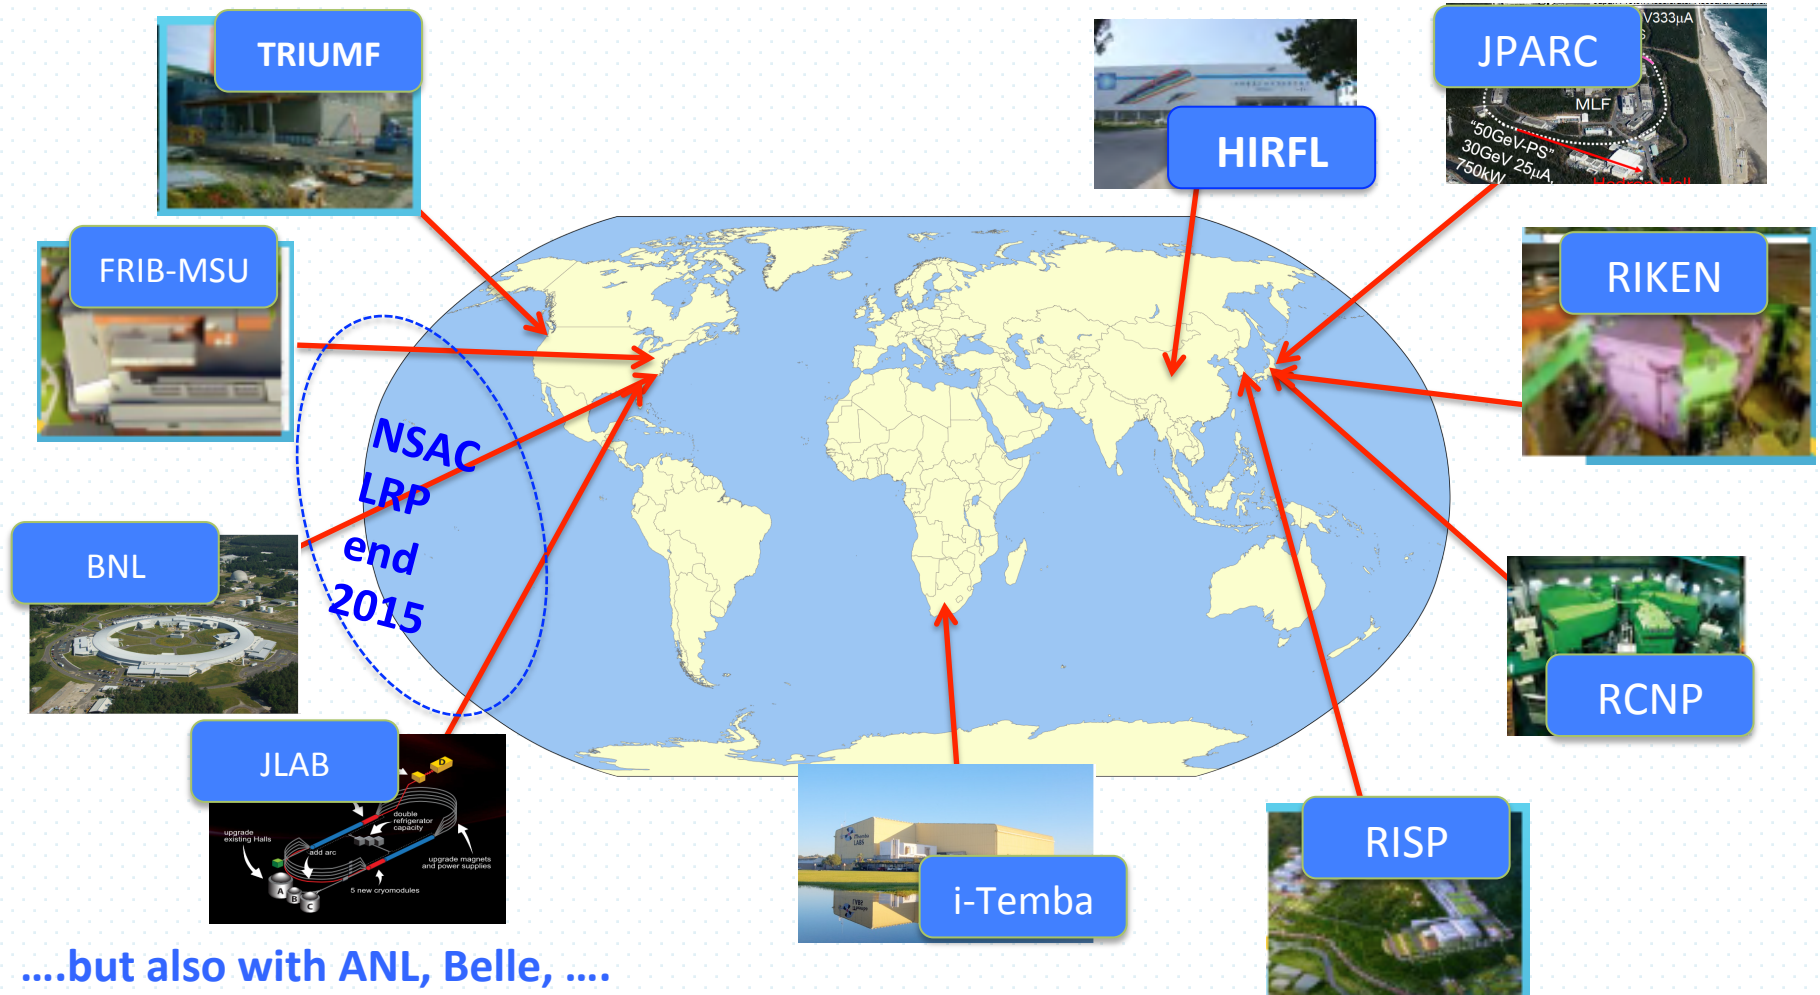 TRIUMF
HIRFL
JPARC
V333µA
MLF
"50GeV-PS"
30GeV 25µA,
750kW
FRIB-MSU
RIKEN
NSAC
LRP
end
2015
BNL
RCNP
JLAB
D
double
refrigerator
capacity
upgrade
existing Halls
add arc
upgrade magnets
and power supplies
5 new cryomodules
A
B
C
i-Temba
RISP
....but also with ANL, Belle, ....